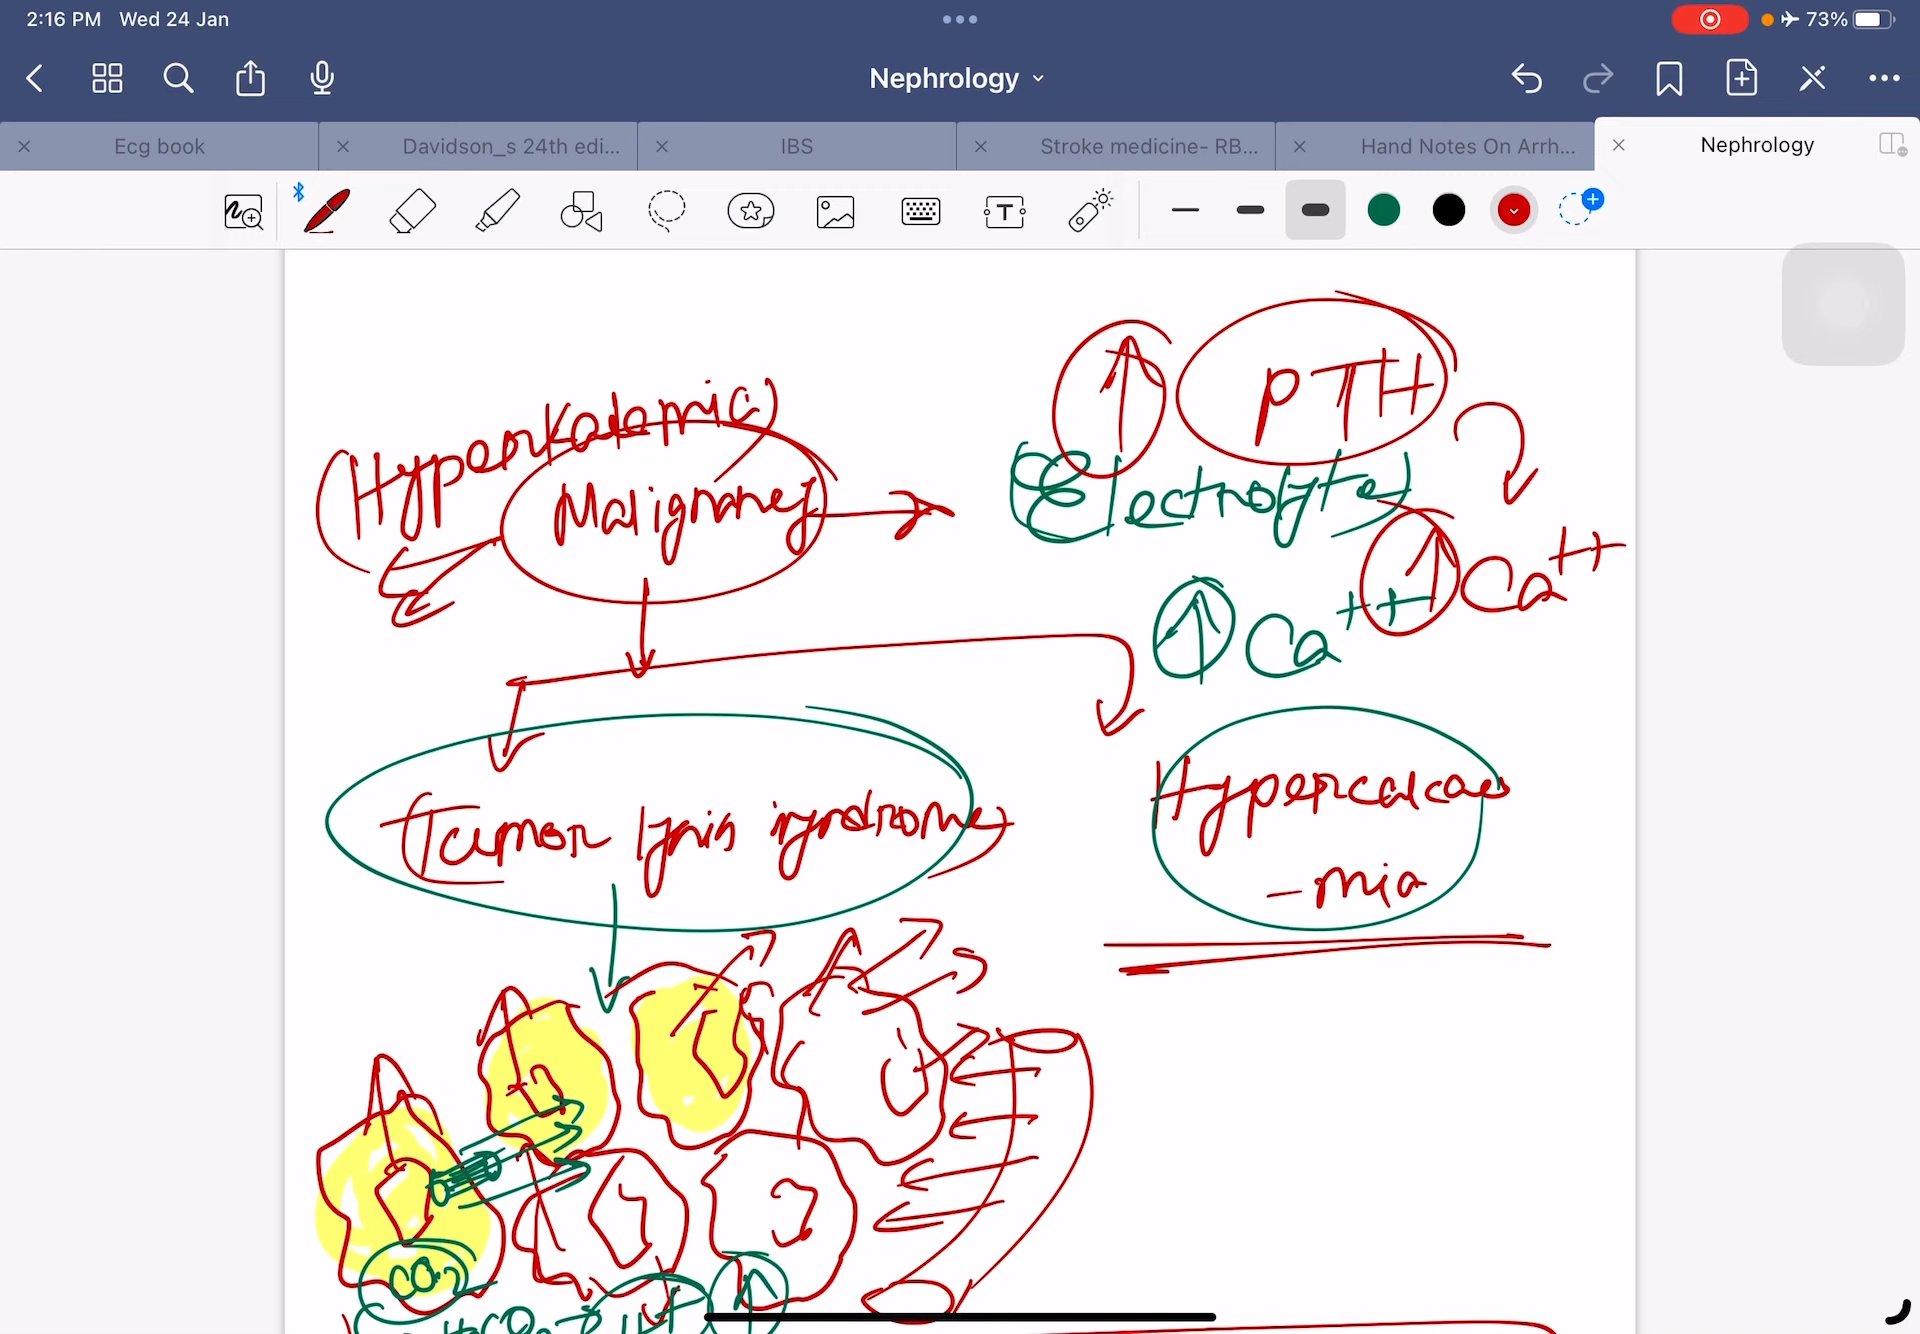 2:16 PM Wed 24 Jan
73%
Nephrology
Ecg book
Davidson_s 24th edi...
IBS
Stroke medicine- RB...
Hand Notes On Arrh...
Nephrology
T
↑ PTH
(Hyperkalemia)
Malignancy → Electrolyte
↑ Ca++
↑ Ca++
Tumor lysis syndrome
Hypercalcae
-mia
CO2